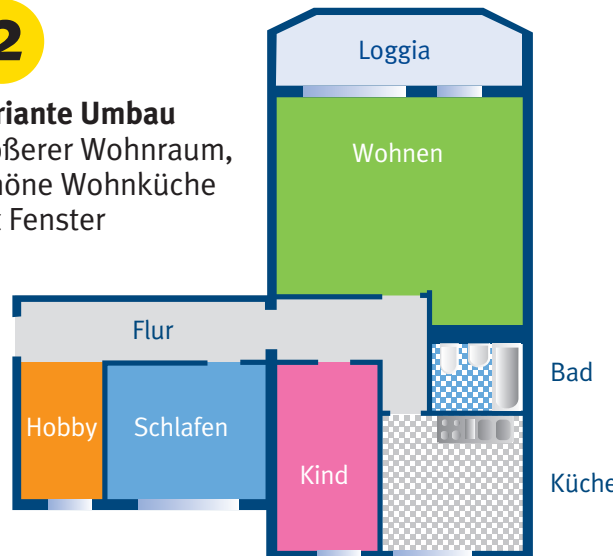 2
riante Umbau
ößerer Wohnraum,
höne Wohnküche
t Fenster
Loggia
Wohnen
Flur
Bad
Hobby
Schlafen
Kind
Küche